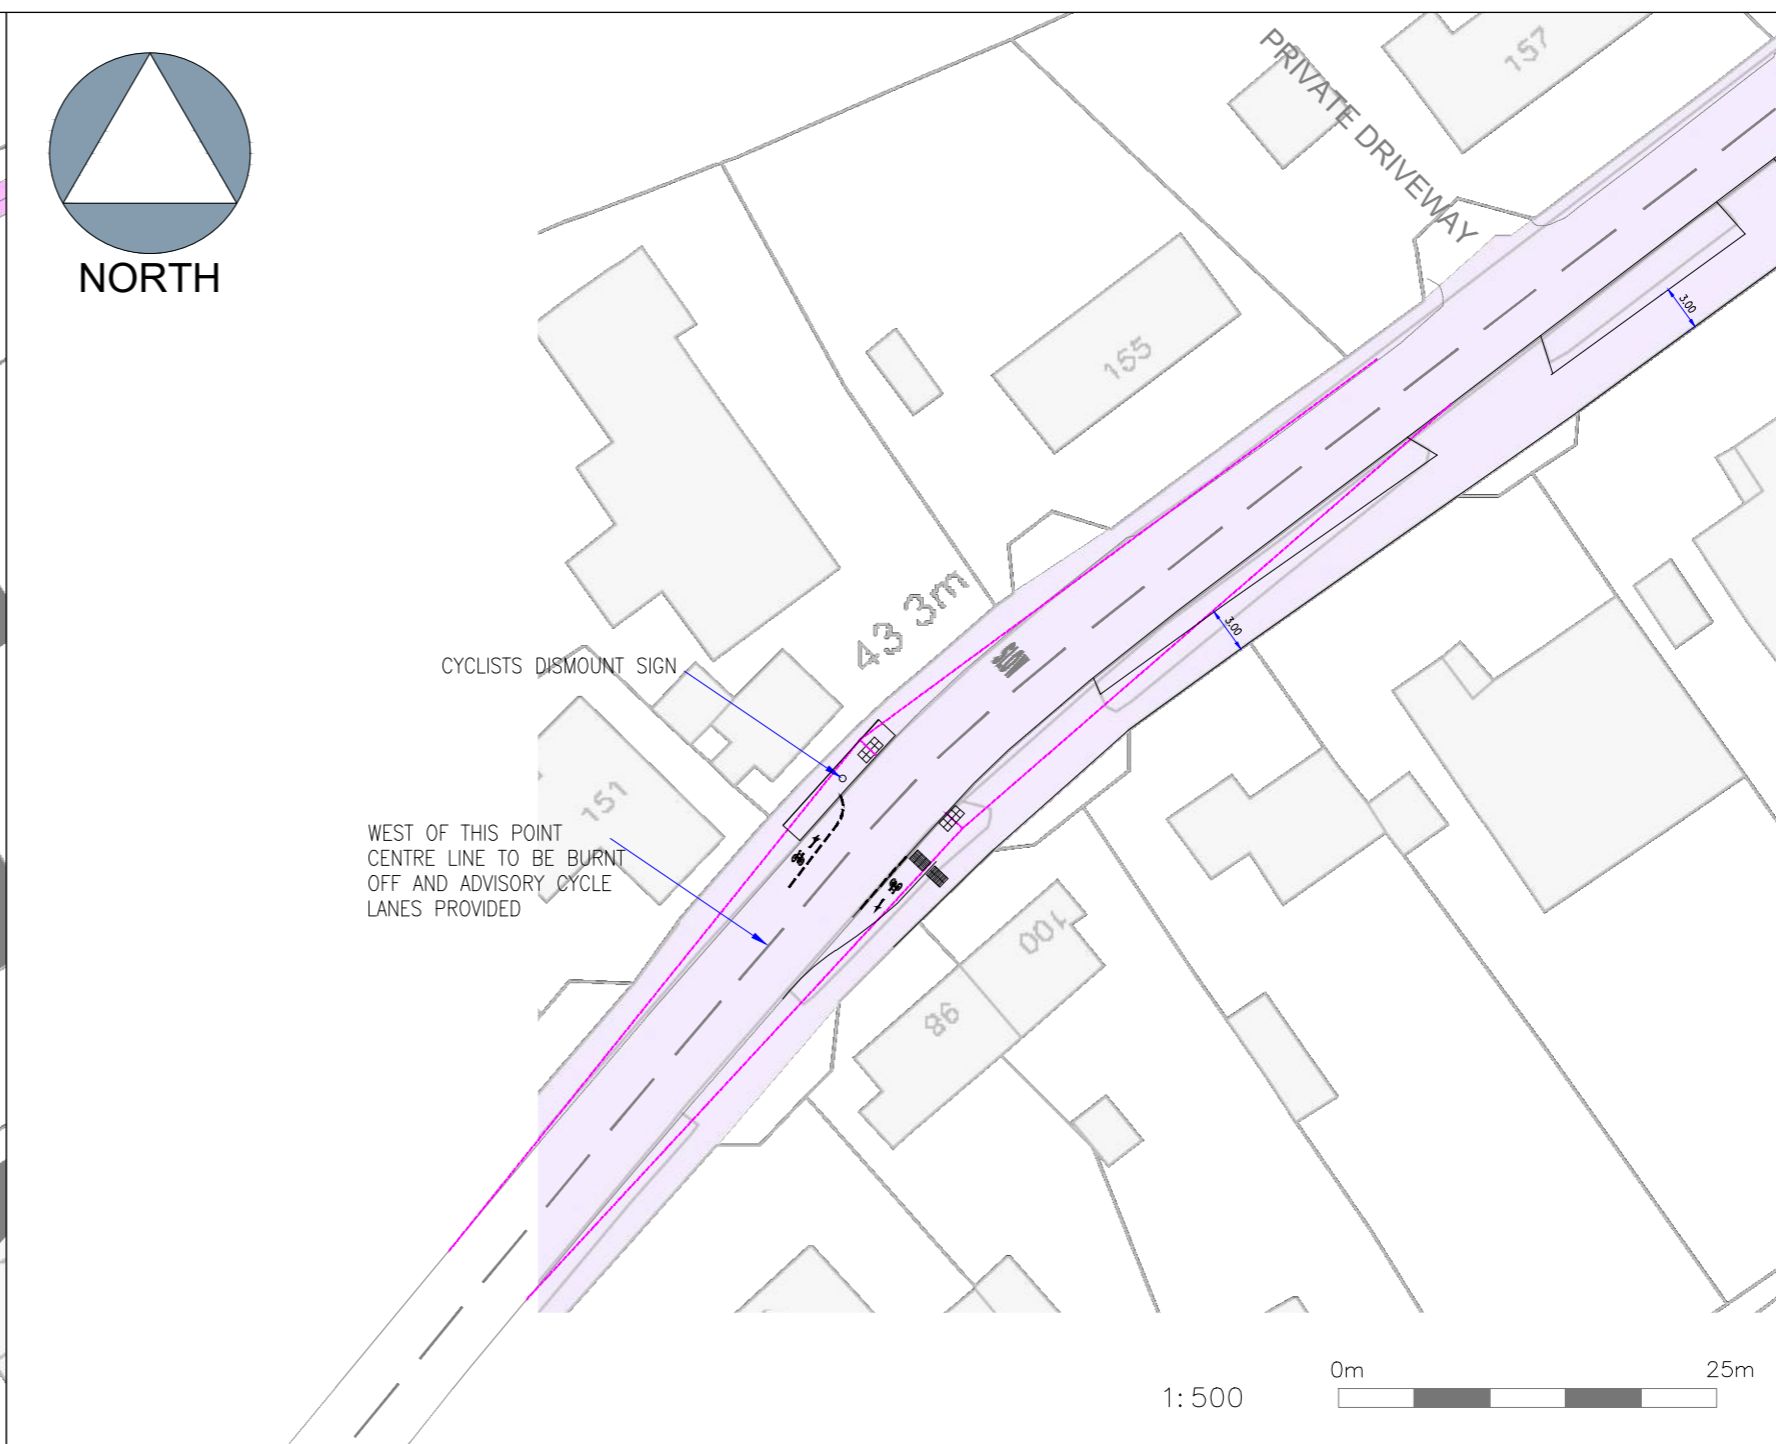 NORTH
PRIVATE DRIVEWAY
157
155
3.00
43 3m
SLOW
3.00
CYCLISTS DISMOUNT SIGN
151
WEST OF THIS POINT
CENTRE LINE TO BE BURNT
OFF AND ADVISORY CYCLE
LANES PROVIDED
100
98
0m
25m
1:500